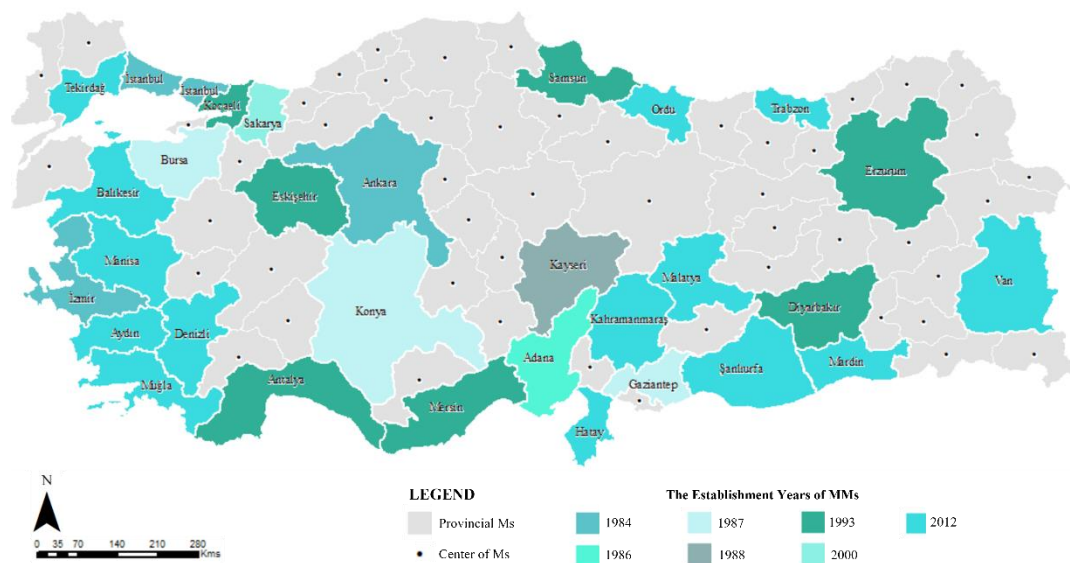 Samsun
İstanbul
Tekirdağ
İstanbul
Kocaeli
Ordu
Trabzon
Sakarya
Bursa
Erzurum
Ankara
Balıkesir
Eskişehir
Manisa
Kayseri
Malatya
Van
İzmir
Konya
Diyarbakır
Kahramanmaraş
Aydın
Denizli
Adana
Mardin
Şanlıurfa
Muğla
Antalya
Gaziantep
Mersin
Hatay
N
0 35 70 140 210 280
Kms
LEGEND
The Establishment Years of MMs
Provincial Ms
1984
1987
1993
2012
Center of Ms
1986
1988
2000